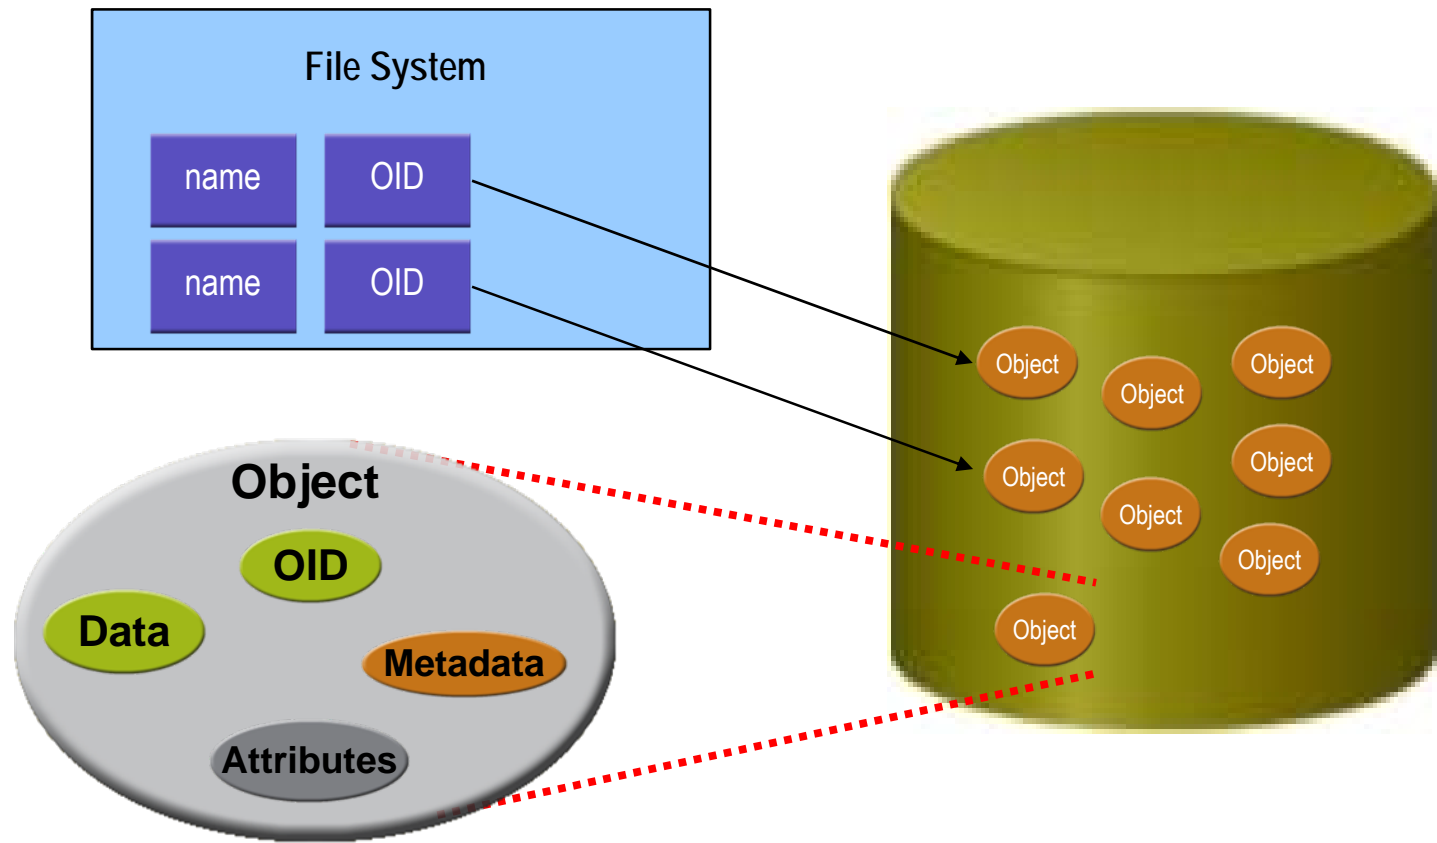 File System
name
OID
name
OID
Object
Object
Object
Object
Object
Object
Object
Object
Object
OID
Data
Metadata
Attributes